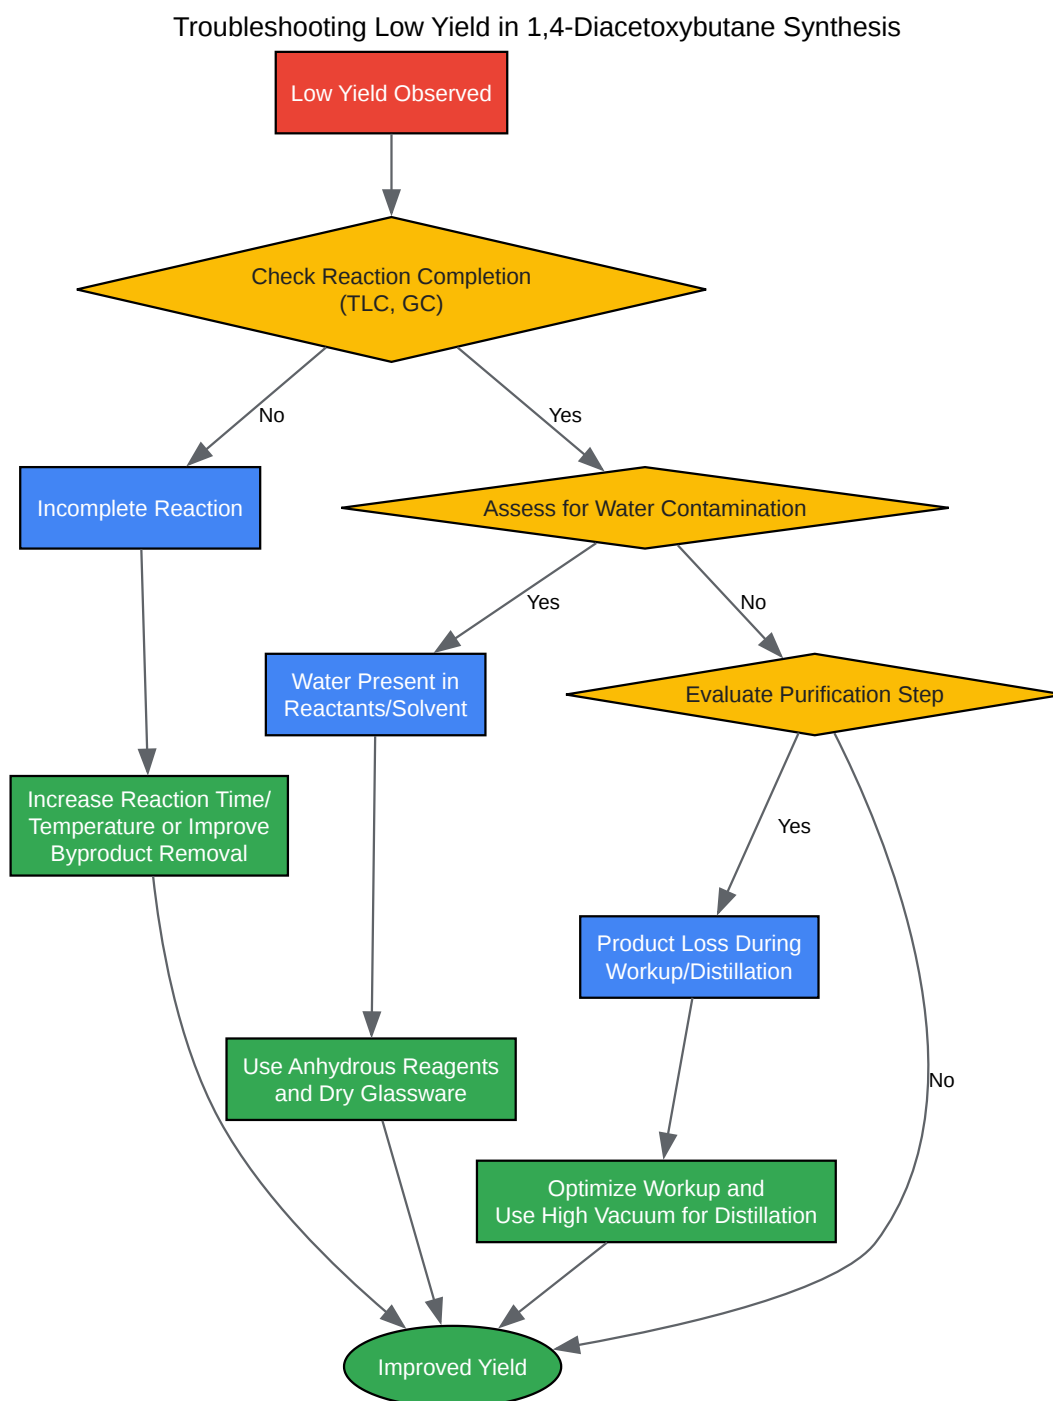 Troubleshooting Low Yield in 1,4-Diacetoxybutane Synthesis
Low Yield Observed
Check Reaction Completion
(TLC, GC)
No
Yes
Incomplete Reaction
Assess for Water Contamination
Yes
No
Water Present in
Reactants/Solvent
Evaluate Purification Step
Increase Reaction Time/
Temperature or Improve
Byproduct Removal
Yes
Product Loss During
Workup/Distillation
Use Anhydrous Reagents
and Dry Glassware
No
Optimize Workup and
Use High Vacuum for Distillation
Improved Yield